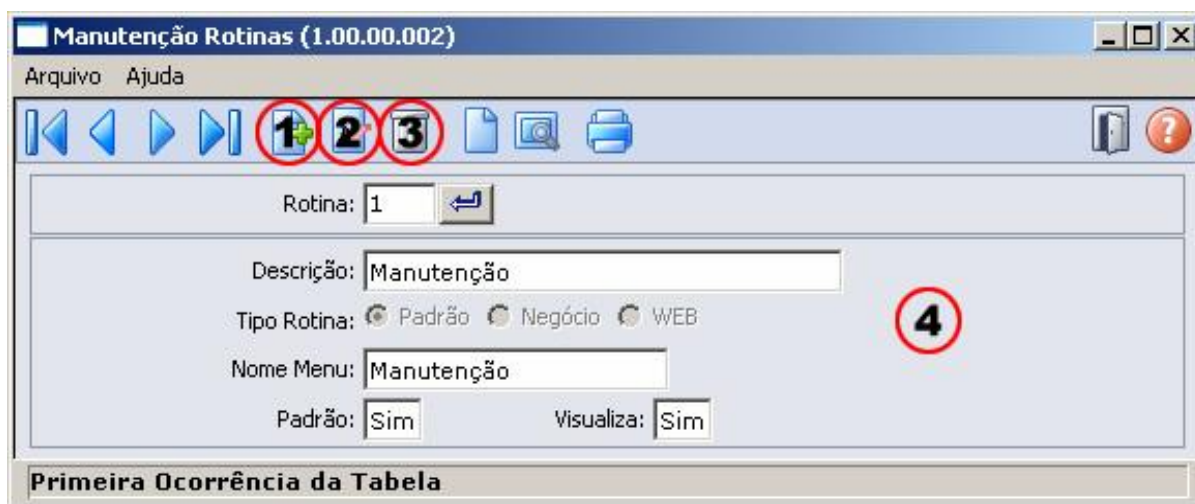 Manutenção Rotinas (1.00.00.002)
Arquivo Ajuda
1 2 3 ?
Rotina: 1
Descrição: Manutenção
Tipo Rotina: Padrão Negócio WEB
4
Nome Menu: Manutenção
Padrão: Sim Visualiza: Sim
Primeira Ocorrência da Tabela